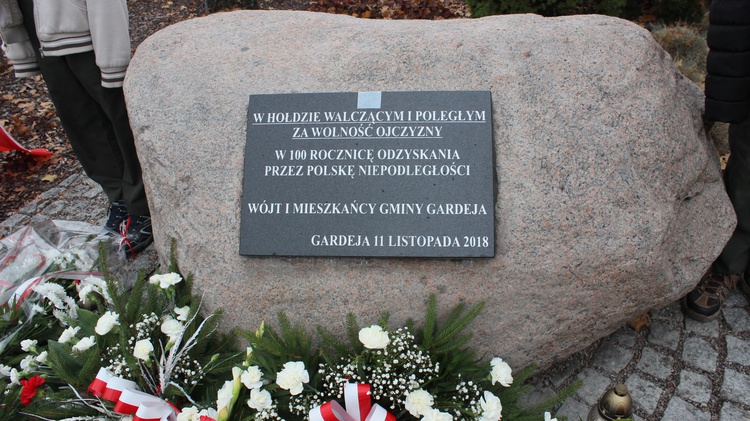 W HOŁDZIE WALCZĄCYM I POLEGŁYM
ZA WOLNOŚĆ OJCZYZNY
W 100 ROCZNICĘ ODZYSKANIA
PRZEZ POLSKĘ NIEPODLEGŁOŚCI
WÓJT I MIESZKAŃCY GMINY GARDEJA
GARDEJA 11 LISTOPADA 2018